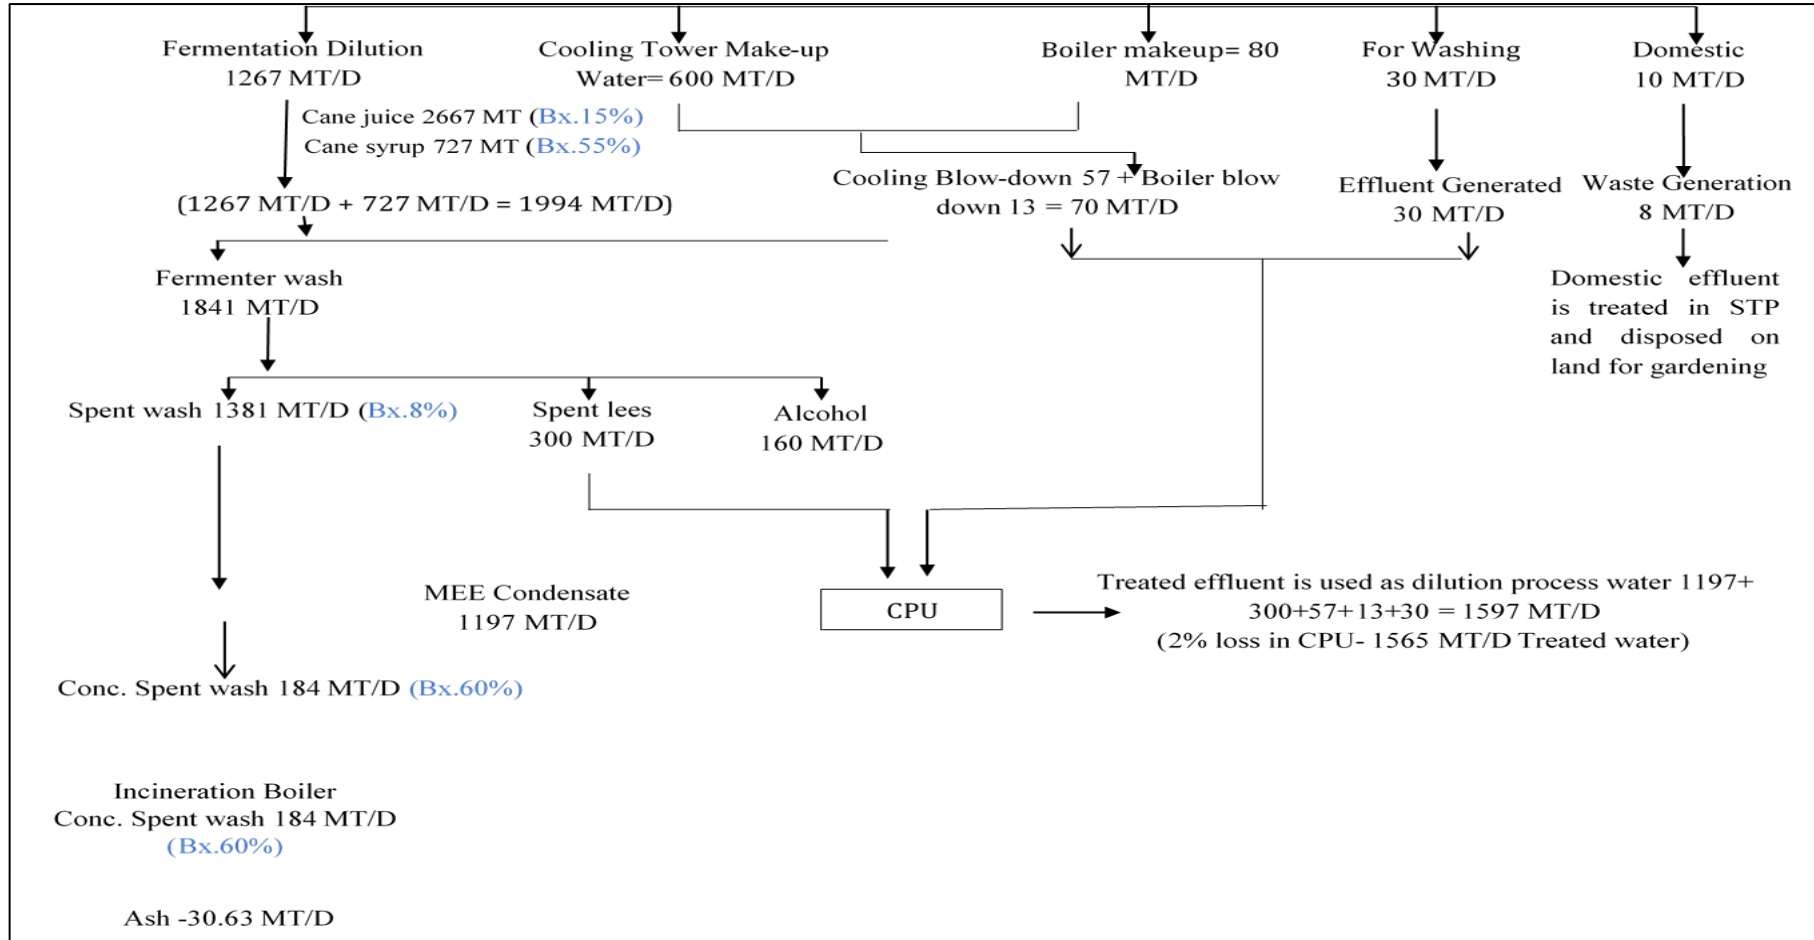 Fermentation Dilution
1267 MT/D
Cooling Tower Make-up
Water= 600 MT/D
Boiler makeup= 80
MT/D
For Washing
30 MT/D
Domestic
10 MT/D
Cane juice 2667 MT (Bx.15%)
Cane syrup 727 MT (Bx.55%)
(1267 MT/D + 727 MT/D = 1994 MT/D)
Cooling Blow-down 57 + Boiler blow
down 13 = 70 MT/D
Effluent Generated
30 MT/D
Waste Generation
8 MT/D
Fermenter wash
1841 MT/D
Domestic effluent
is treated in STP
and disposed on
land for gardening
Spent wash 1381 MT/D (Bx.8%)
Spent lees
300 MT/D
Alcohol
160 MT/D
MEE Condensate
1197 MT/D
CPU
Treated effluent is used as dilution process water 1197+
300+57+13+30 = 1597 MT/D
(2% loss in CPU- 1565 MT/D Treated water)
Conc. Spent wash 184 MT/D (Bx.60%)
Incineration Boiler
Conc. Spent wash 184 MT/D
(Bx.60%)
Ash -30.63 MT/D